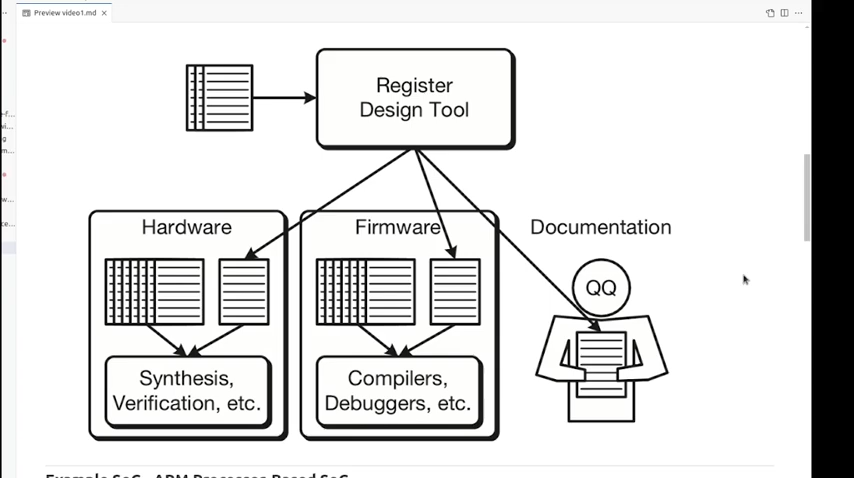 Preview video1.md
Register
Design Tool
Hardware
Firmware
Documentation
QQ
Synthesis,
Verification, etc.
Compilers,
Debuggers, etc.